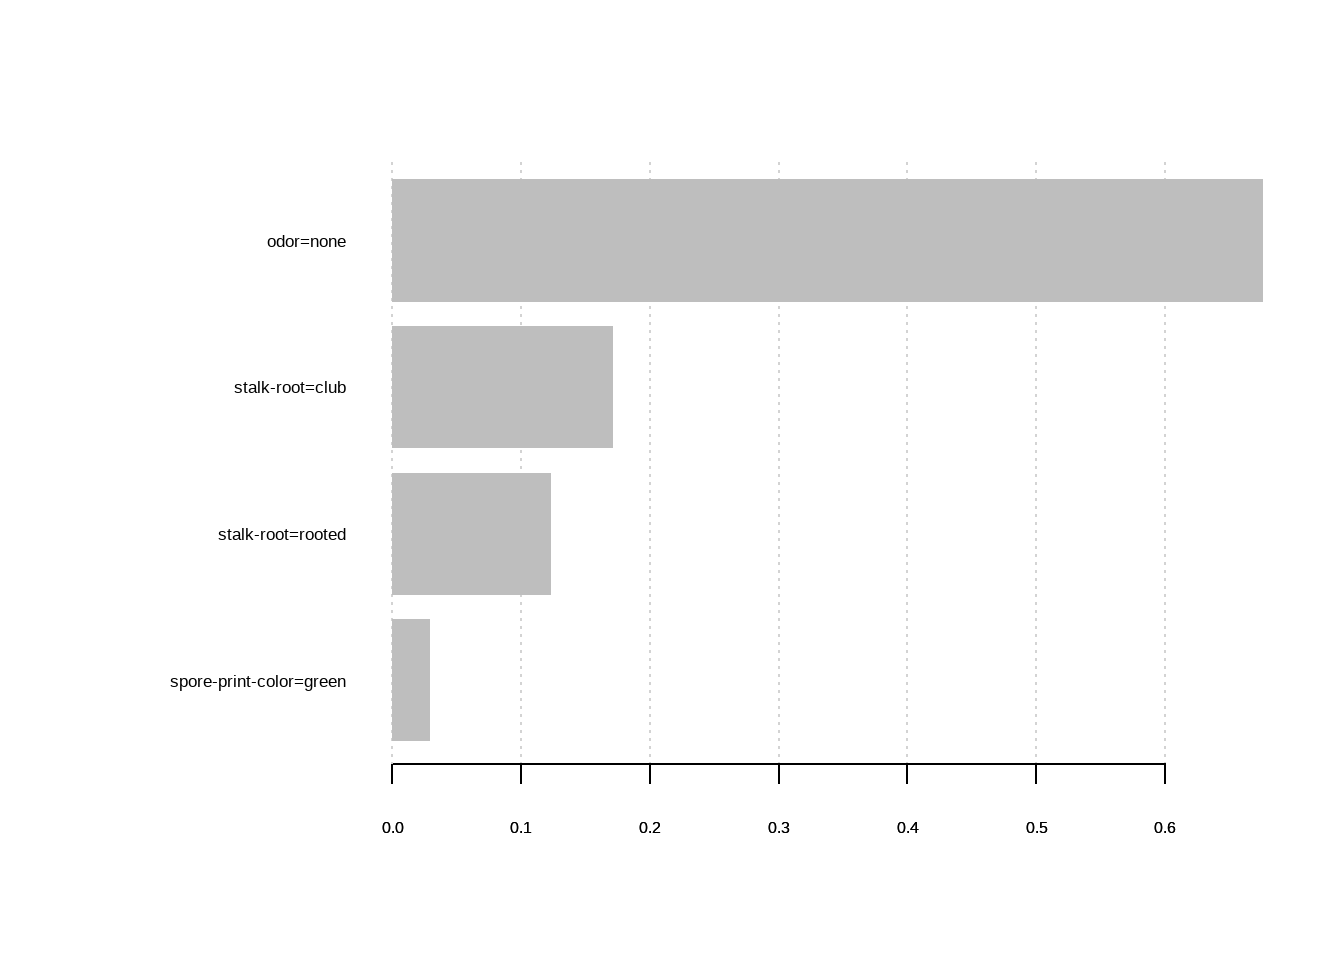 odor=none
stalk-root=club
stalk-root=rooted
spore-print-color=green
0.0 0.1 0.2 0.3 0.4 0.5 0.6